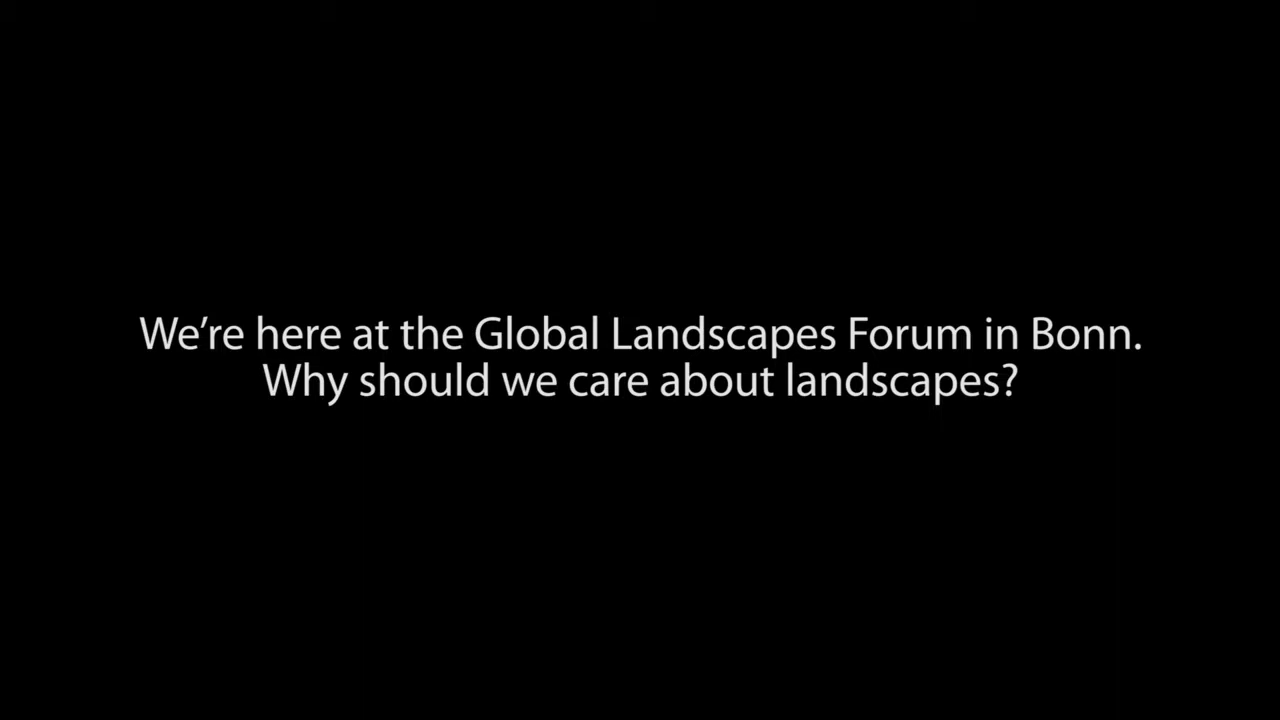 We’re here at the Global Landscapes Forum in Bonn.
Why should we care about landscapes?